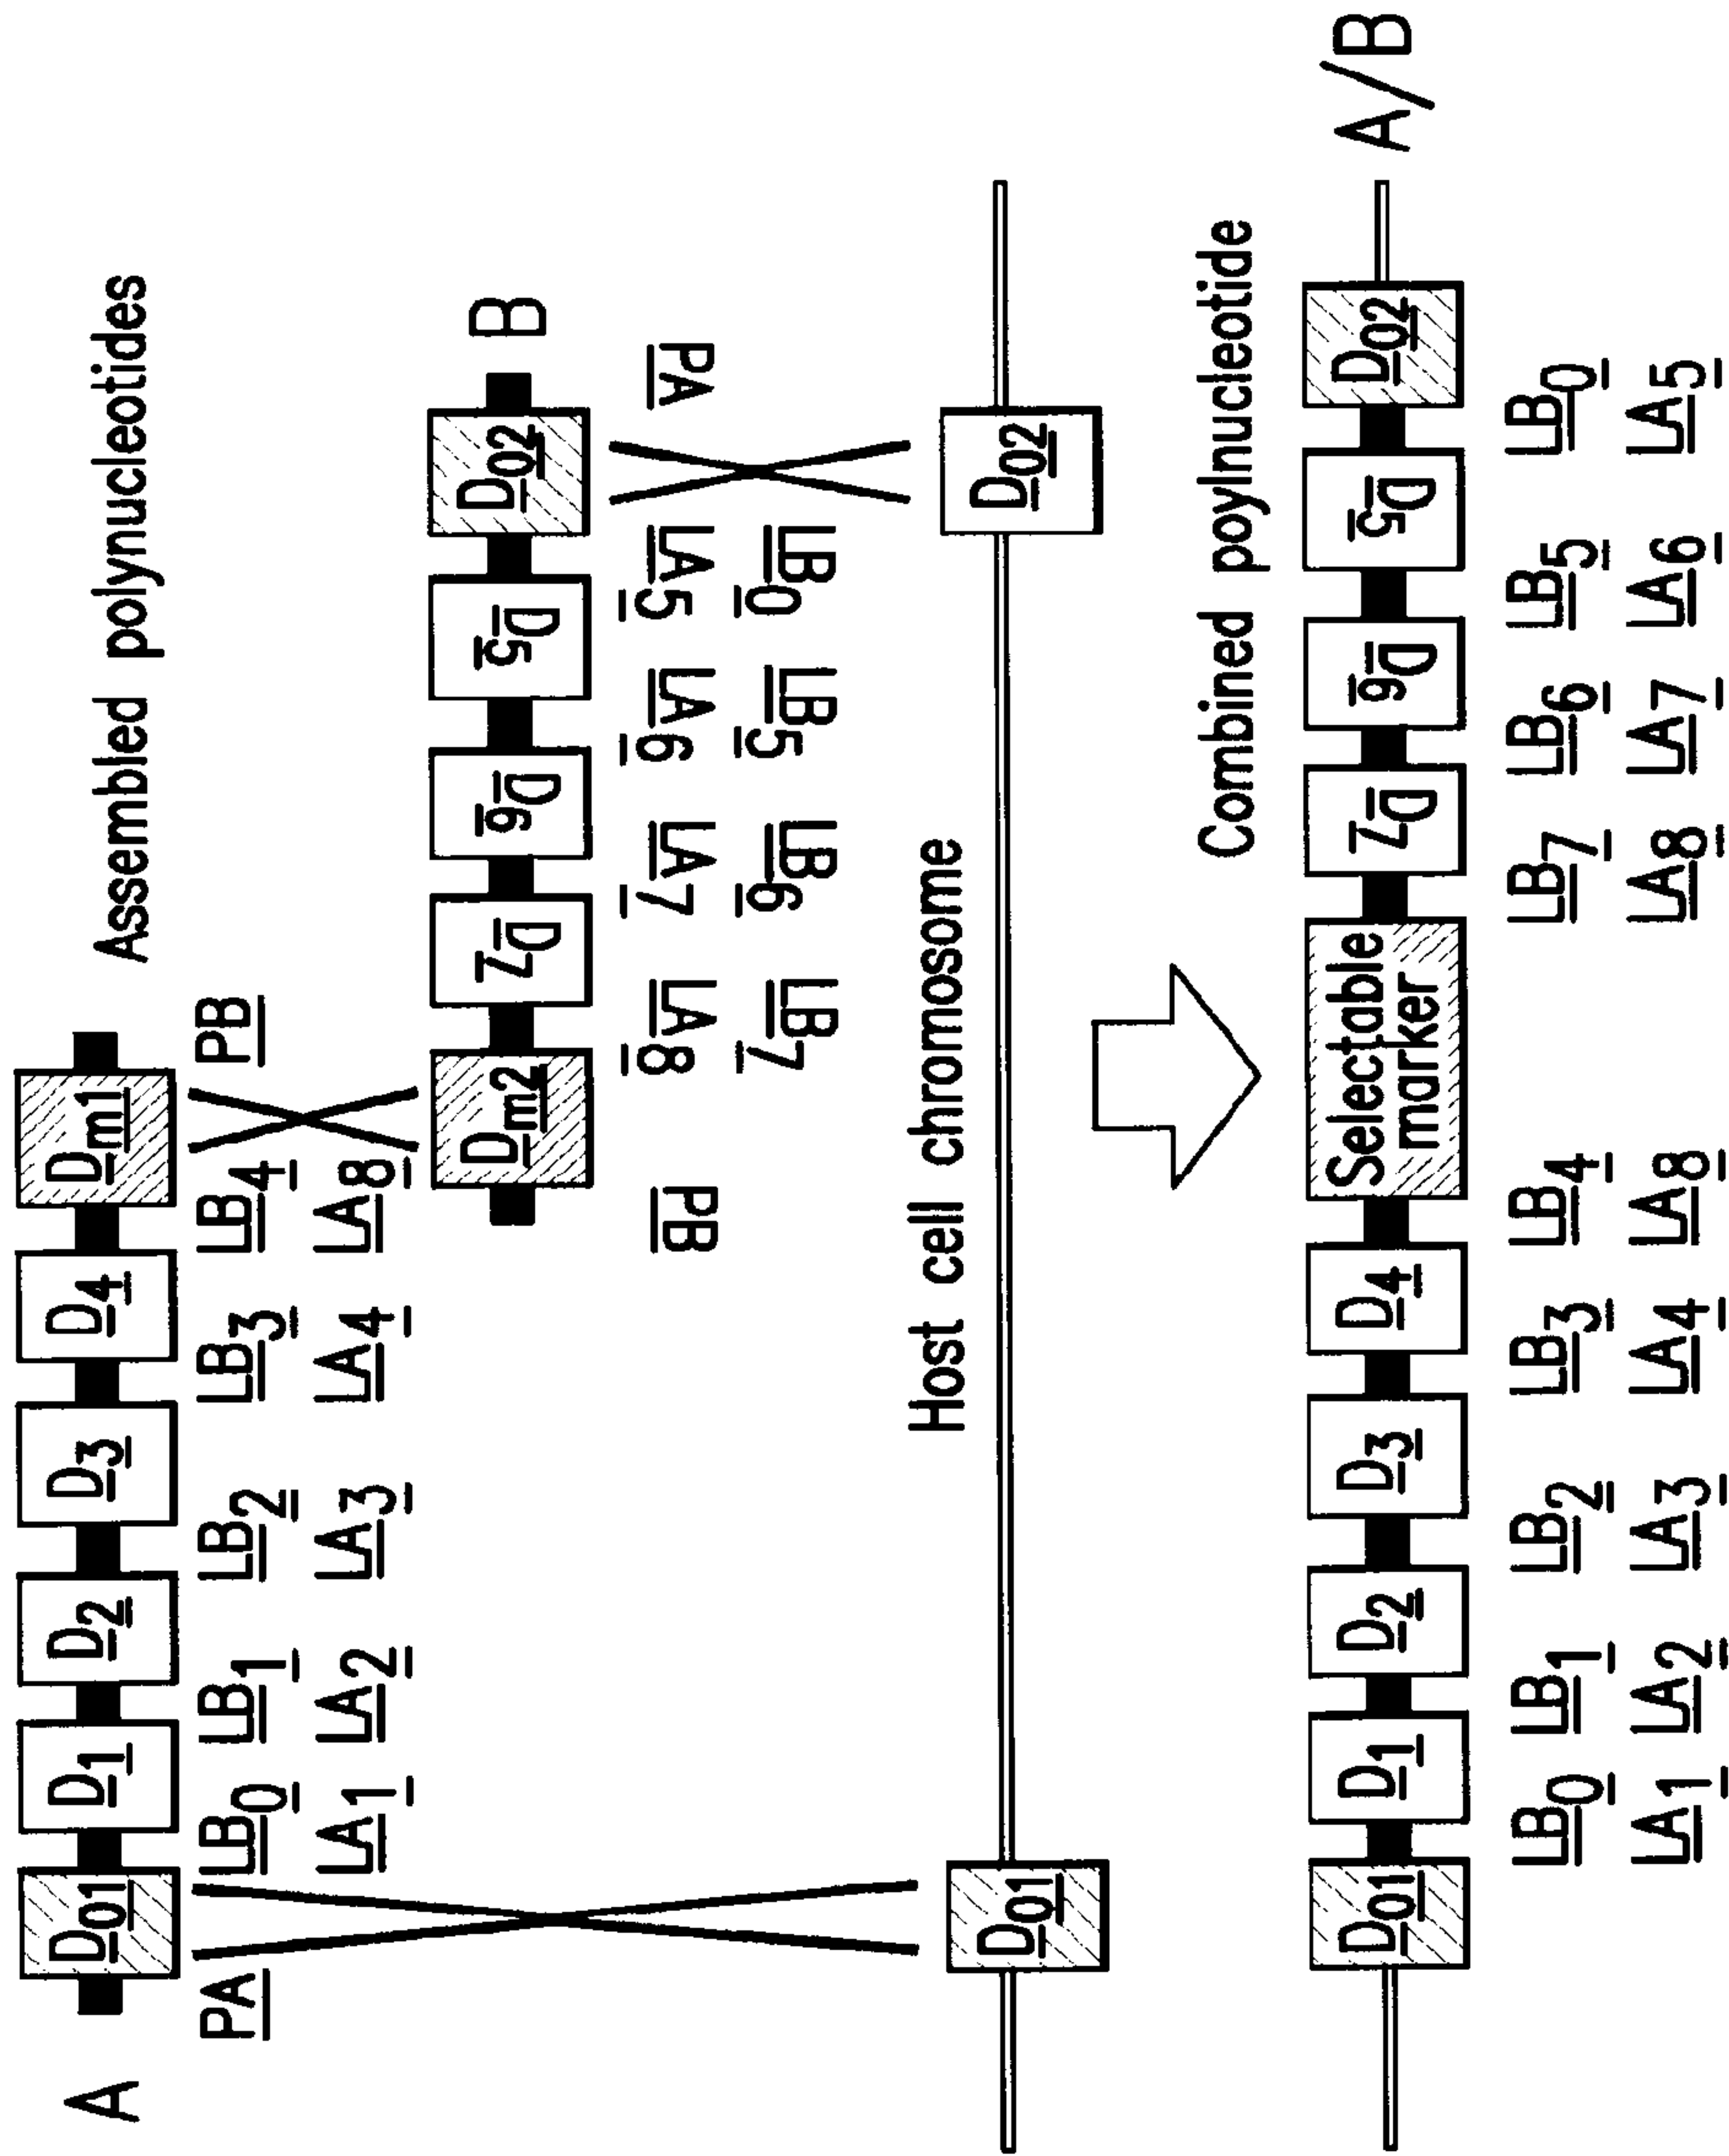 A D01 D1 D2 D3 D4 Dm1
Assembled polynucleotides
PA LB0 LB1 LB2 LB3 LB4 PB
LA1 LA2 LA3 LA4 LA8
Dm2 D7 D6 D5 D02 B
PB LA8 LA7 LA6 LA5 PA
LB7 LB6 LB5 LB0
Host cell chromosome
D01 D02
Combined poylnucleotide
D01 D1 D2 D3 D4 Selectable
marker D7 D6 D5 D02 A/B
LB0 LB1 LB2 LB3 LB4 LB7 LB6 LB5 LB0
LA1 LA2 LA3 LA4 LA8 LA8 LA7 LA6 LA5